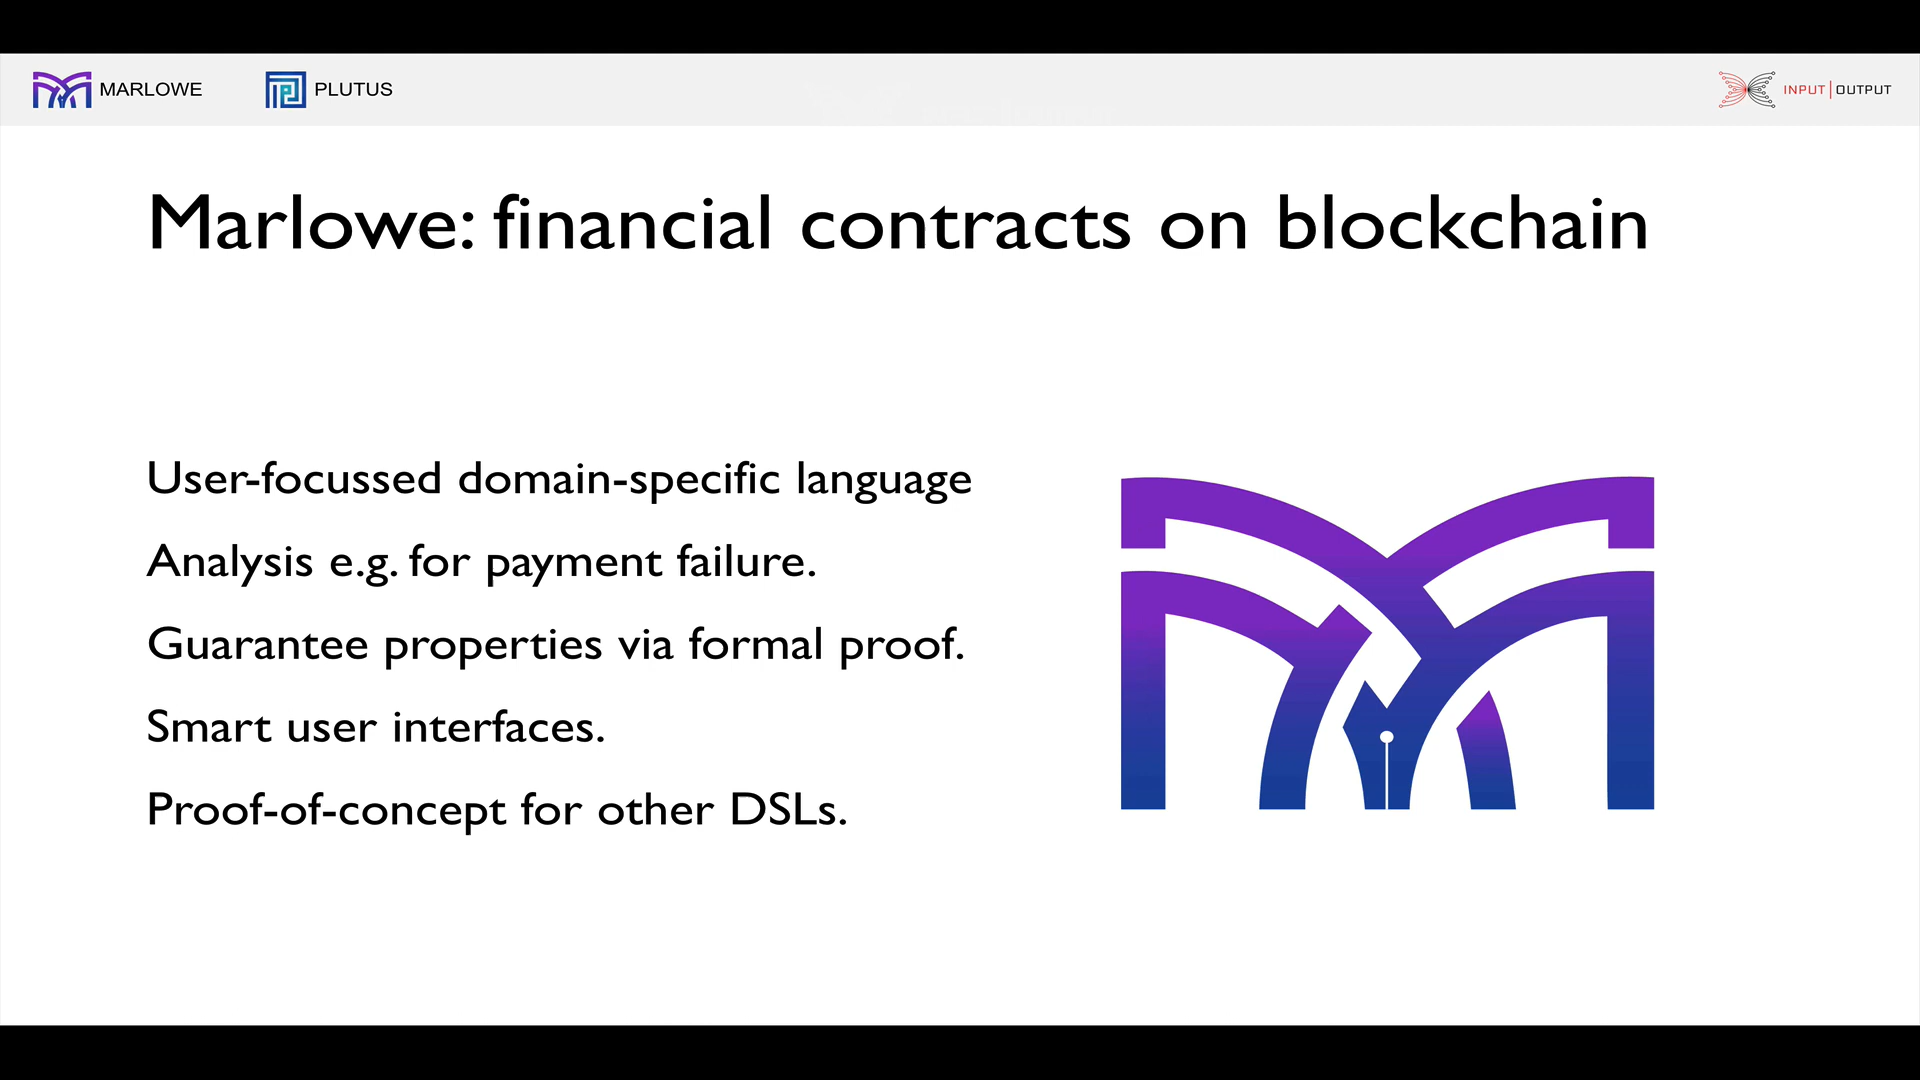 MARLOWE
PLUTUS
INPUT | OUTPUT
Marlowe: financial contracts on blockchain
User-focussed domain-specific language
Analysis e.g. for payment failure.
Guarantee properties via formal proof.
Smart user interfaces.
Proof-of-concept for other DSLs.